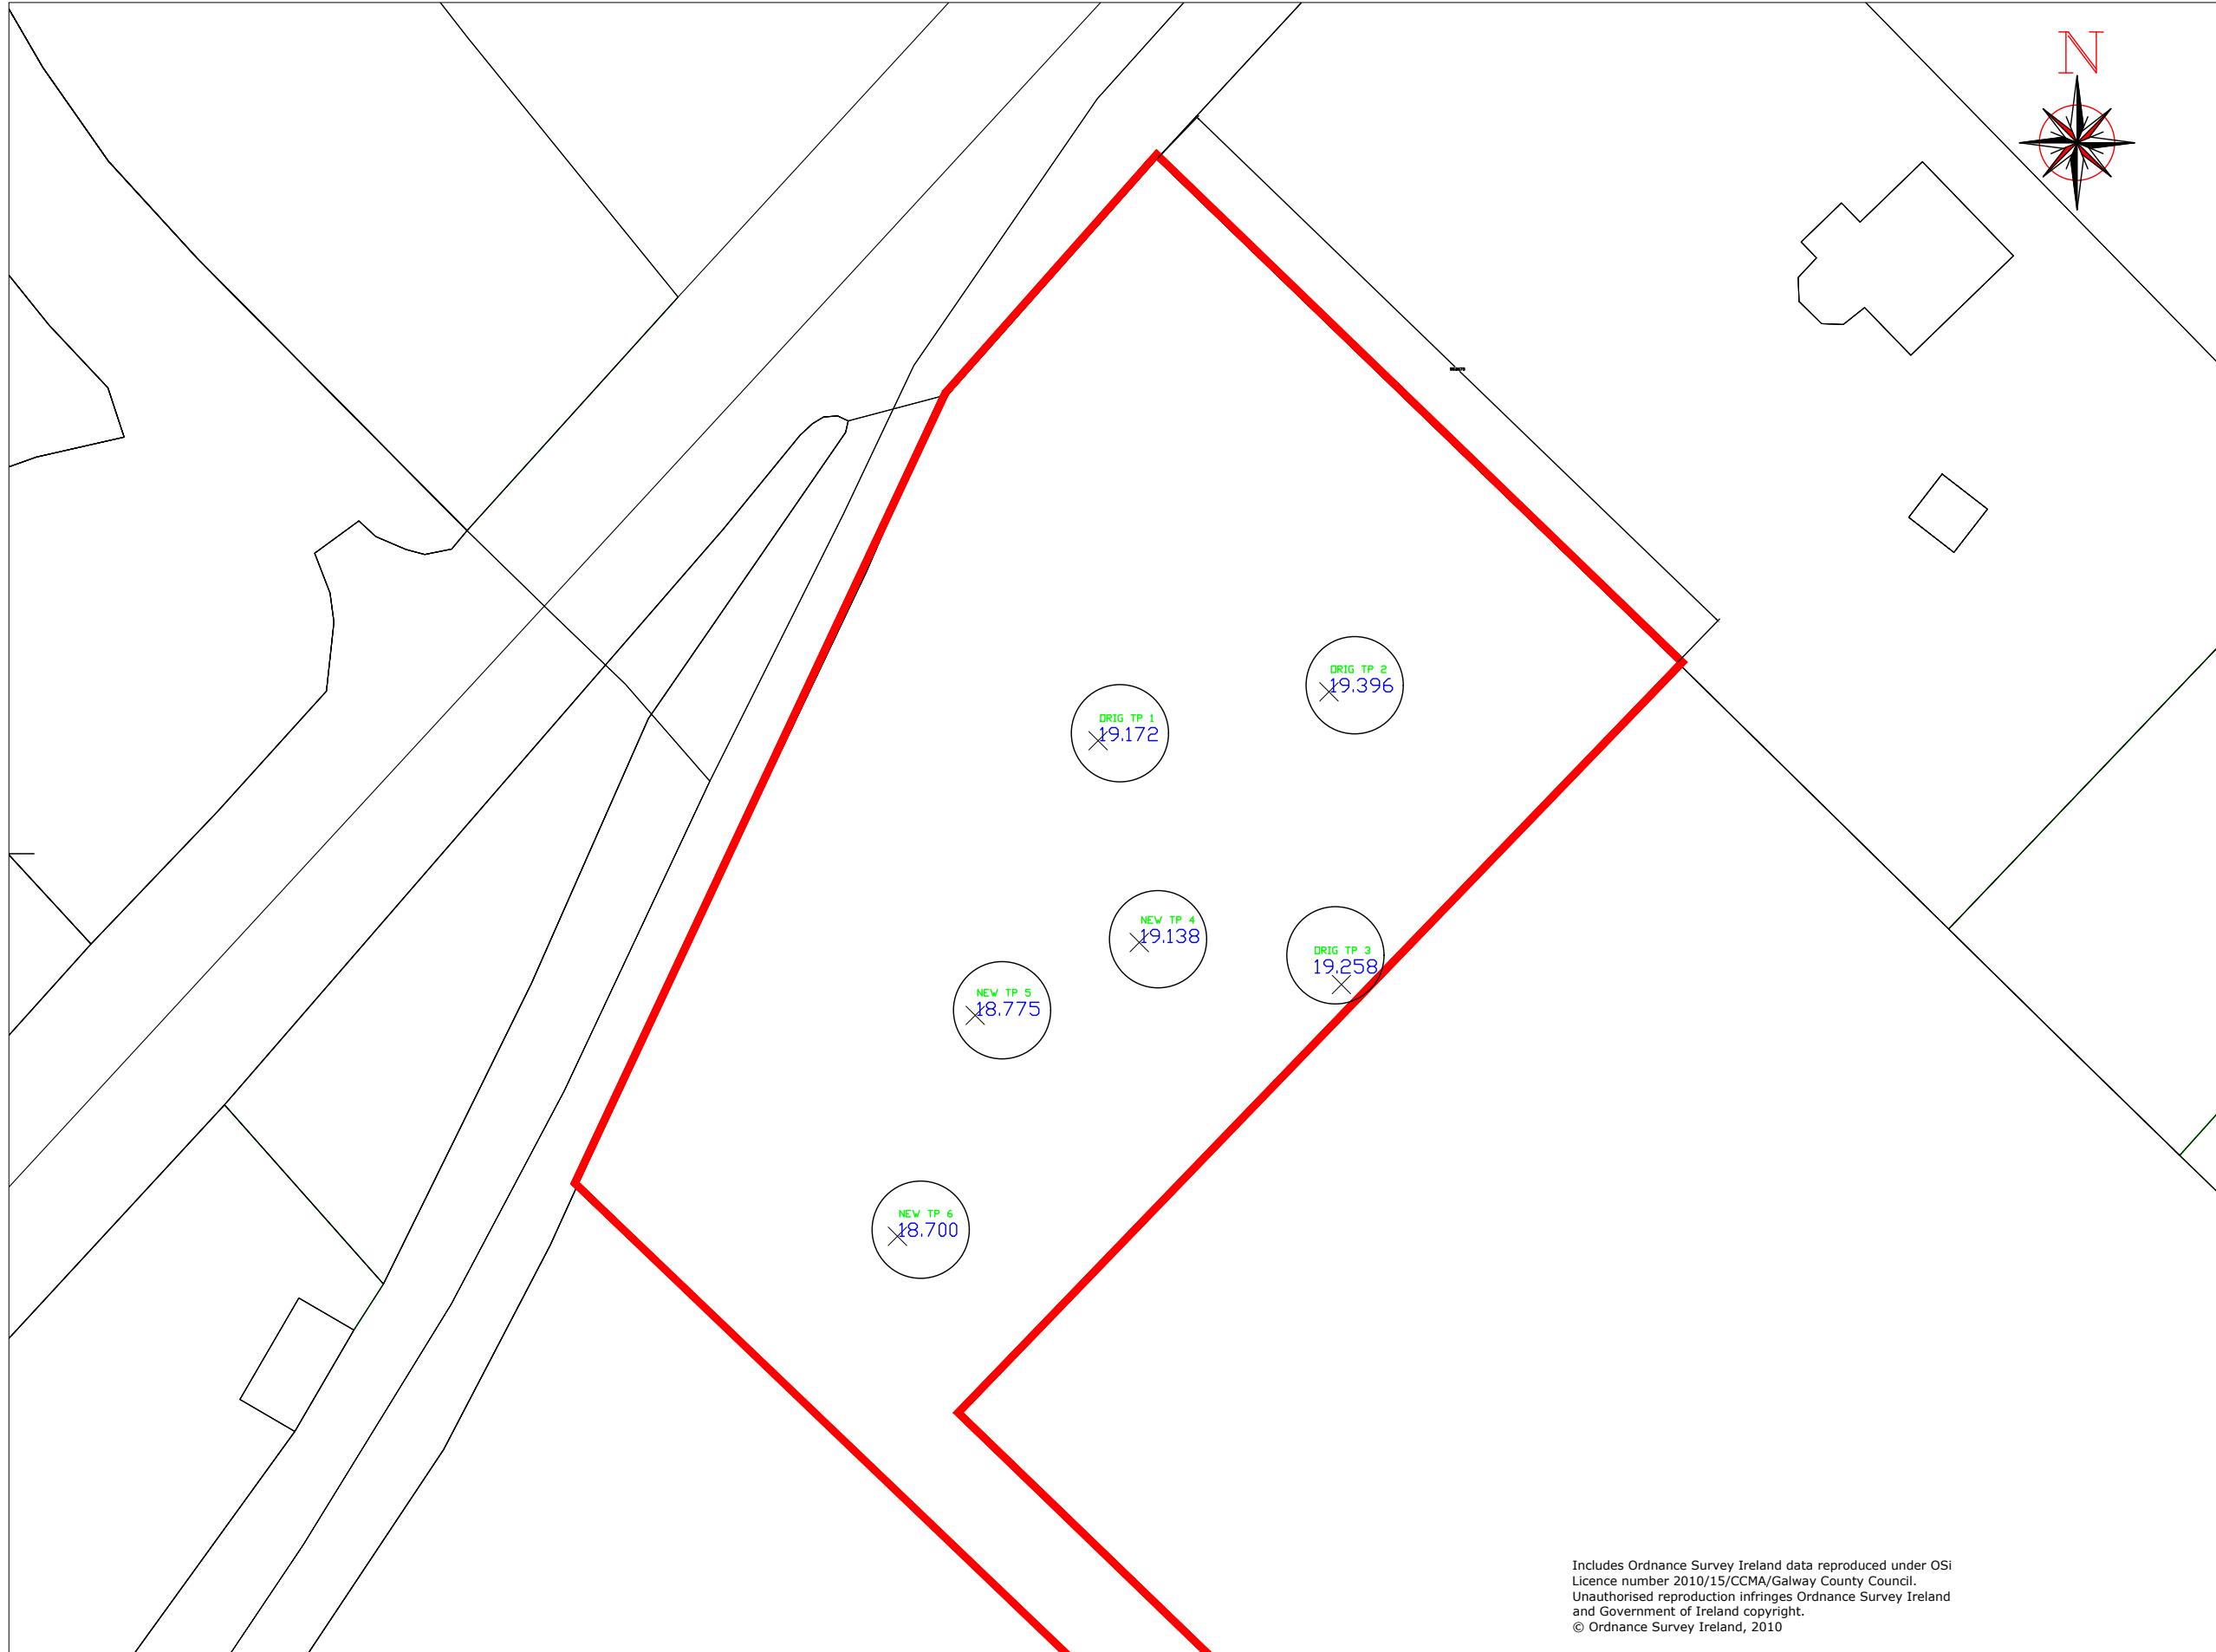 N
ORIG TP 2
19.396
ORIG TP 1
19.172
NEW TP 4
19.138
ORIG TP 3
19.258
NEW TP 5
18.775
NEW TP 6
18.700
Includes Ordnance Survey Ireland data reproduced under OSi
Licence number 2010/15/CCMA/Galway County Council.
Unauthorised reproduction infringes Ordnance Survey Ireland
and Government of Ireland copyright.
© Ordnance Survey Ireland, 2010